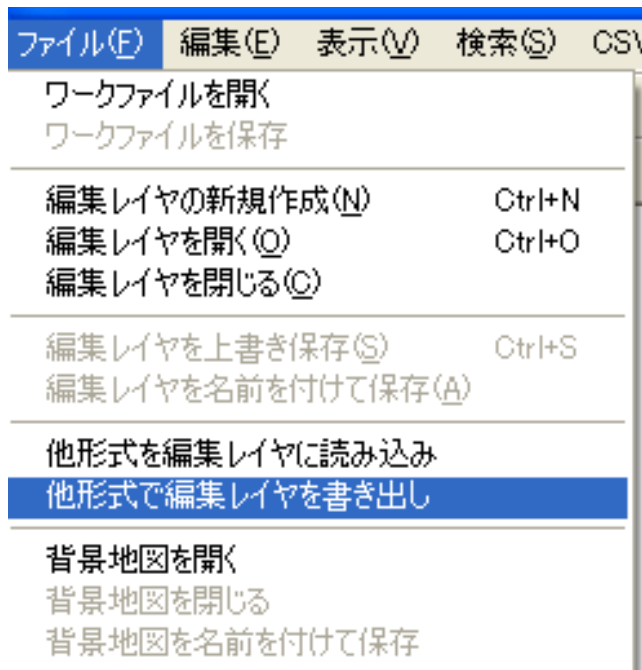 ファイル(F) 編集(E) 表示(V) 検索(S) CSV
ワークファイルを開く
ワークファイルを保存
編集レイヤの新規作成(N) Ctrl+N
編集レイヤを開く(O) Ctrl+O
編集レイヤを閉じる(C)
編集レイヤを上書き保存(S) Ctrl+S
編集レイヤを名前を付けて保存(A)
他形式を編集レイヤに読み込み
他形式で編集レイヤを書き出し
背景地図を開く
背景地図を閉じる
背景地図を名前を付けて保存